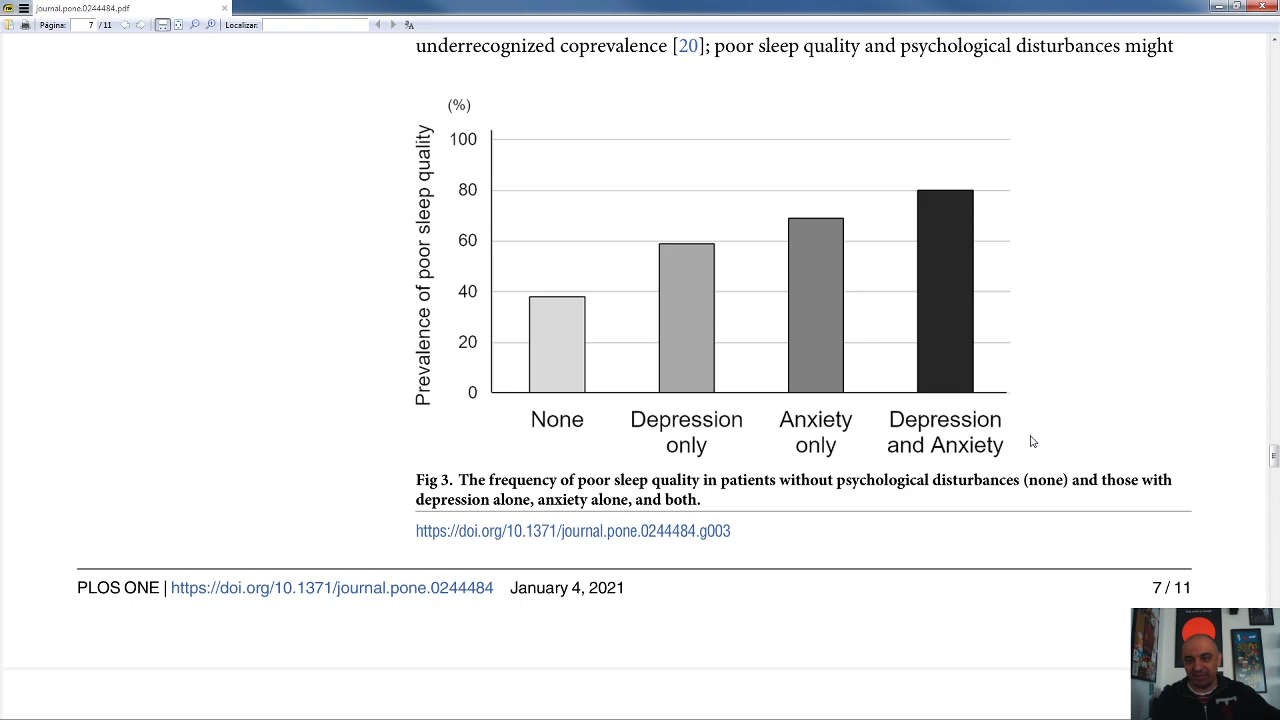 journal.pone.0244484.pdf
Página: 7 / 11 Localizar:
underrecognized coprevalence [20]; poor sleep quality and psychological disturbances might
(%)
Prevalence of poor sleep quality
100
80
60
40
20
0
None
Depression only
Anxiety only
Depression and Anxiety
Fig 3. The frequency of poor sleep quality in patients without psychological disturbances (none) and those with
depression alone, anxiety alone, and both.
https://doi.org/10.1371/journal.pone.0244484.g003
PLOS ONE | https://doi.org/10.1371/journal.pone.0244484 January 4, 2021 7 / 11